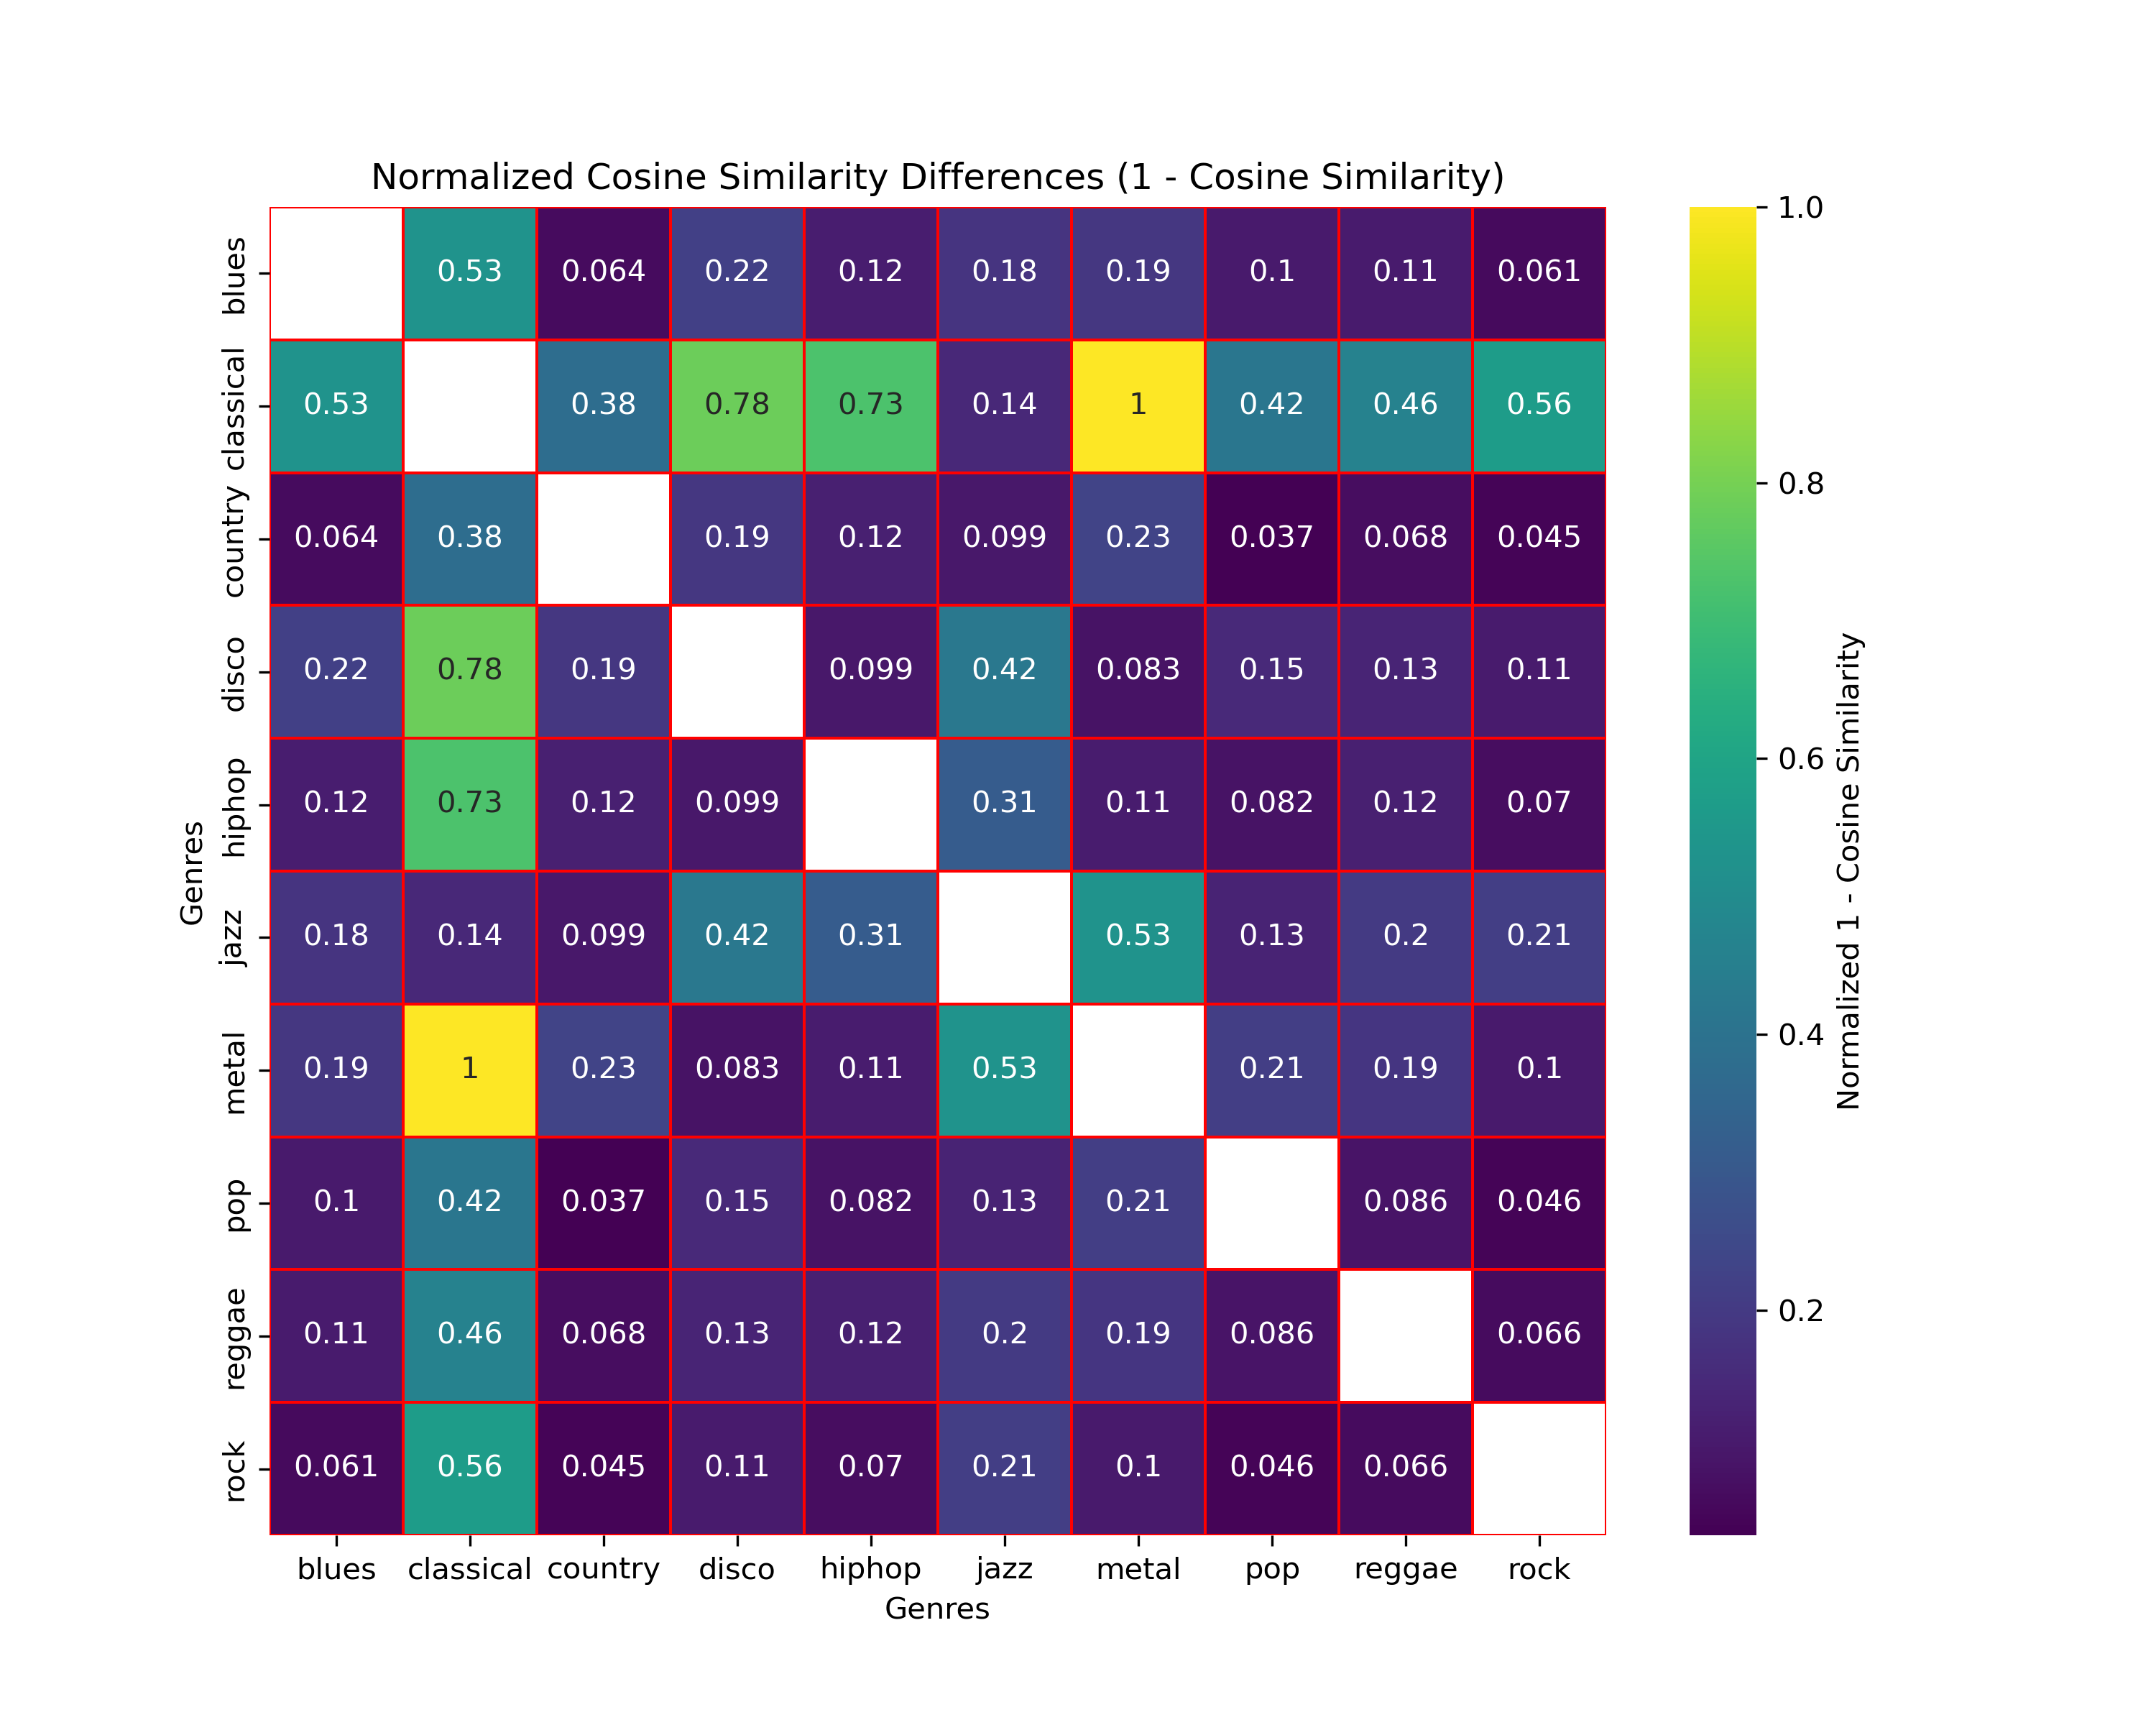 Normalized Cosine Similarity Differences (1 - Cosine Similarity)
blues 0.53 0.064 0.22 0.12 0.18 0.19 0.1 0.11 0.061
classical 0.53 0.38 0.78 0.73 0.14 1 0.42 0.46 0.56
country 0.064 0.38 0.19 0.12 0.099 0.23 0.037 0.068 0.045
disco 0.22 0.78 0.19 0.099 0.42 0.083 0.15 0.13 0.11
hiphop 0.12 0.73 0.12 0.099 0.31 0.11 0.082 0.12 0.07
jazz 0.18 0.14 0.099 0.42 0.31 0.53 0.13 0.2 0.21
metal 0.19 1 0.23 0.083 0.11 0.53 0.21 0.19 0.1
pop 0.1 0.42 0.037 0.15 0.082 0.13 0.21 0.086 0.046
reggae 0.11 0.46 0.068 0.13 0.12 0.2 0.19 0.086 0.066
rock 0.061 0.56 0.045 0.11 0.07 0.21 0.1 0.046 0.066
blues classical country disco hiphop jazz metal pop reggae rock
Genres
Genres
1.0
0.8
0.6
0.4
0.2
Normalized 1 - Cosine Similarity